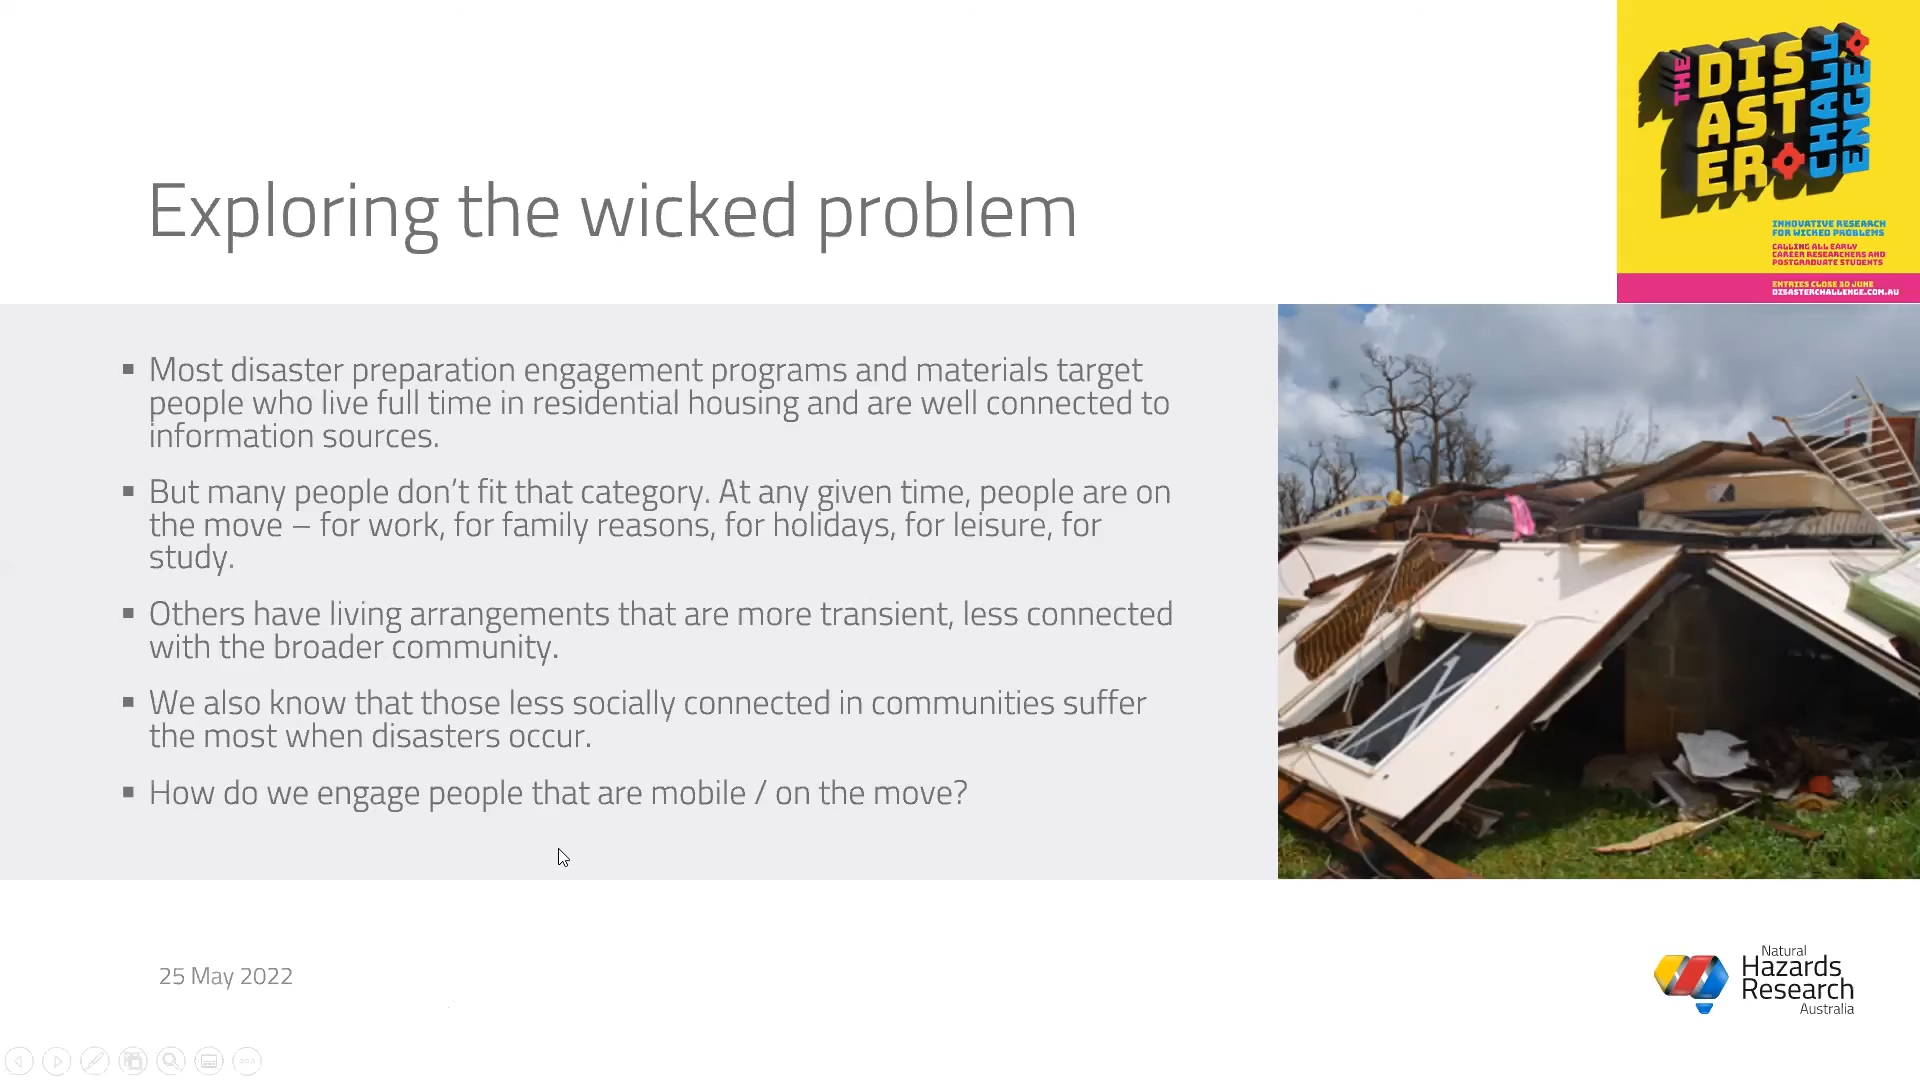 Exploring the wicked problem
THE
DIS
AST
ER
CHALL
ENGE
INNOVATIVE RESEARCH
FOR WICKED PROBLEMS
CALLING ALL EARLY
CAREER RESEARCHERS AND
POSTGRADUATE STUDENTS
ENTRIES CLOSE 10 JUNE
DISASTERCHALLENGE.COM.AU
▪ Most disaster preparation engagement programs and materials target
people who live full time in residential housing and are well connected to
information sources.
▪ But many people don’t fit that category. At any given time, people are on
the move – for work, for family reasons, for holidays, for leisure, for
study.
▪ Others have living arrangements that are more transient, less connected
with the broader community.
▪ We also know that those less socially connected in communities suffer
the most when disasters occur.
▪ How do we engage people that are mobile / on the move?
25 May 2022
Natural
Hazards
Research
Australia